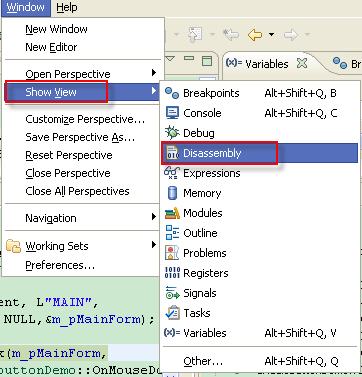 Window Help
New Window
New Editor
Open Perspective
Show View
Customize Perspective...
Save Perspective As...
Reset Perspective
Close Perspective
Close All Perspectives
Navigation
Working Sets
Preferences...
(x)= Variables
Breakpoints Alt+Shift+Q, B
Console Alt+Shift+Q, C
Debug
Disassembly
Expressions
Memory
Modules
Outline
Problems
Registers
Signals
Tasks
(x)= Variables Alt+Shift+Q, V
Other... Alt+Shift+Q, Q
ent, L"MAIN",
NULL,&m_pMainForm);
k(m_pMainForm,
uttonDemo::OnMouseDo